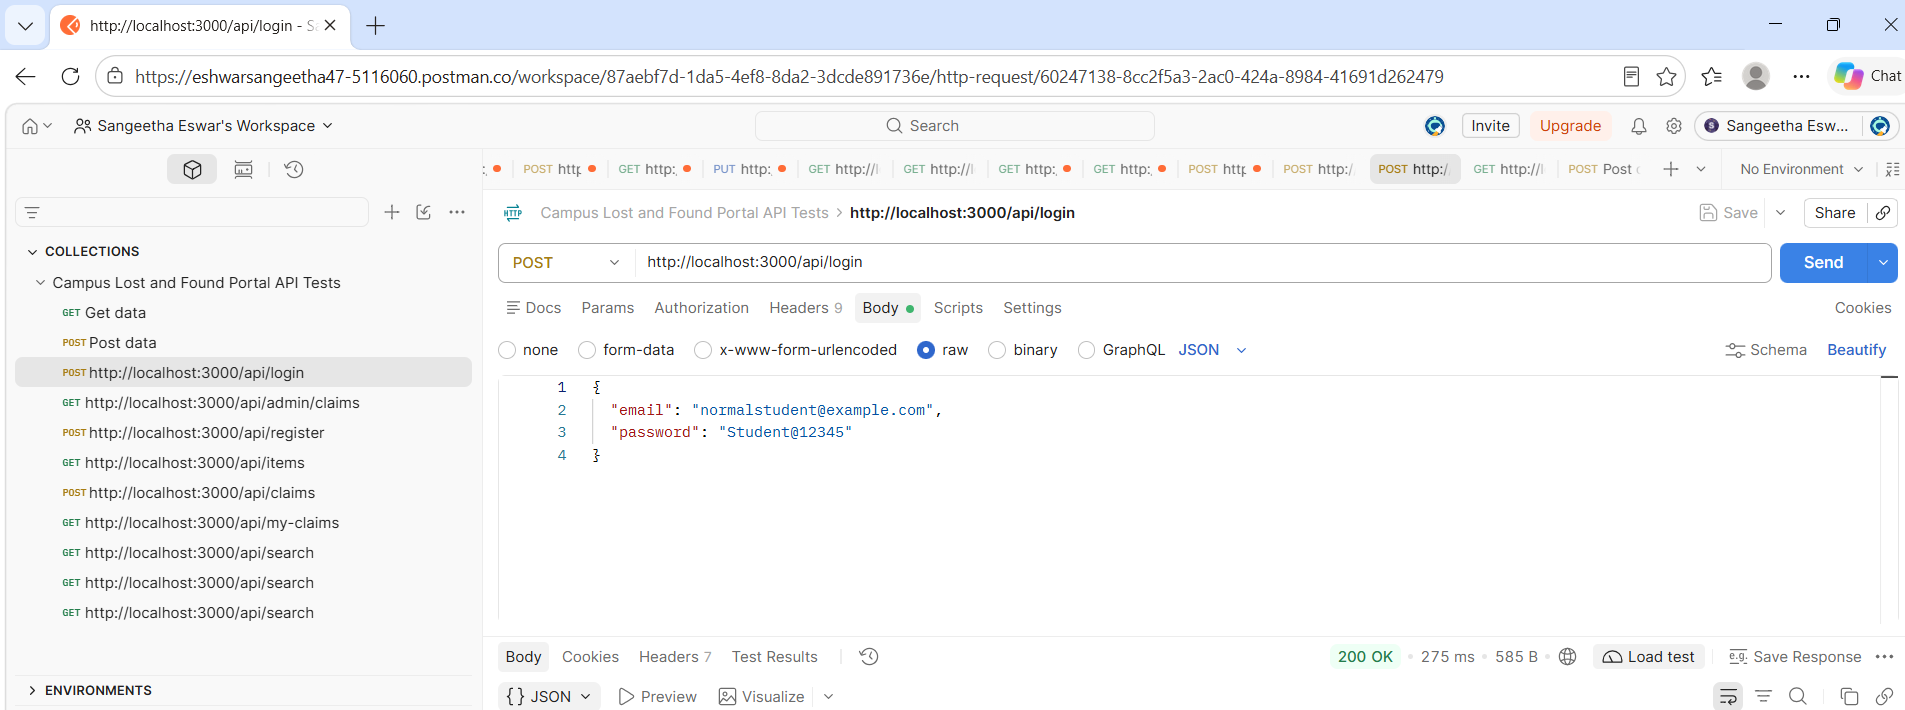 http://localhost:3000/api/login - Sa
https://eshwarsangeetha47-5116060.postman.co/workspace/87aebf7d-1da5-4ef8-8da2-3dcde891736e/http-request/60247138-8cc2f5a3-2ac0-424a-8984-41691d262479
Chat
Sangeetha Eswar's Workspace
Search
Invite
Upgrade
S
Sangeetha Esw...
POST http
GET http:
PUT http:
GET http://l
GET http://l
GET http:
GET http:
POST http
POST http:/
POST http:/
GET http://l
POST Post
No Environment
COLLECTIONS
Campus Lost and Found Portal API Tests
GET Get data
POST Post data
POST http://localhost:3000/api/login
GET http://localhost:3000/api/admin/claims
POST http://localhost:3000/api/register
GET http://localhost:3000/api/items
POST http://localhost:3000/api/claims
GET http://localhost:3000/api/my-claims
GET http://localhost:3000/api/search
GET http://localhost:3000/api/search
GET http://localhost:3000/api/search
ENVIRONMENTS
HTTP Campus Lost and Found Portal API Tests > http://localhost:3000/api/login
Save
Share
POST http://localhost:3000/api/login
Send
Docs Params Authorization Headers 9 Body Scripts Settings
Cookies
none form-data x-www-form-urlencoded raw binary GraphQL JSON
Schema Beautify
1 {
2 "email": "normalstudent@example.com",
3 "password": "Student@12345"
4 }
Body Cookies Headers 7 Test Results
200 OK • 275 ms • 585 B
Load test
e.g. Save Response
{} JSON Preview Visualize